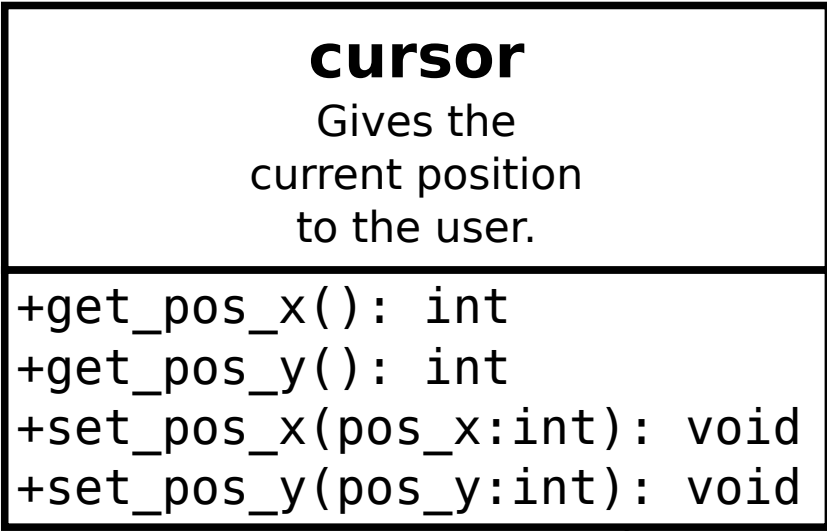 cursor
Gives the
current position
to the user.
+get_pos_x(): int
+get_pos_y(): int
+set_pos_x(pos_x:int): void
+set_pos_y(pos_y:int): void